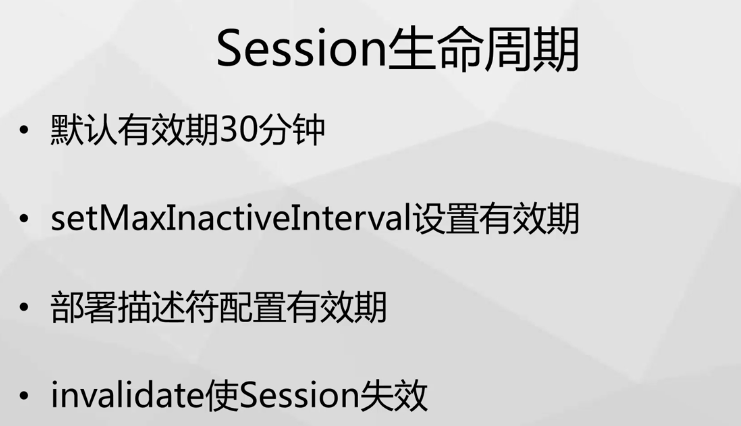 Session生命周期
• 默认有效期30分钟
• setMaxInactiveInterval设置有效期
• 部署描述符配置有效期
• invalidate使Session失效